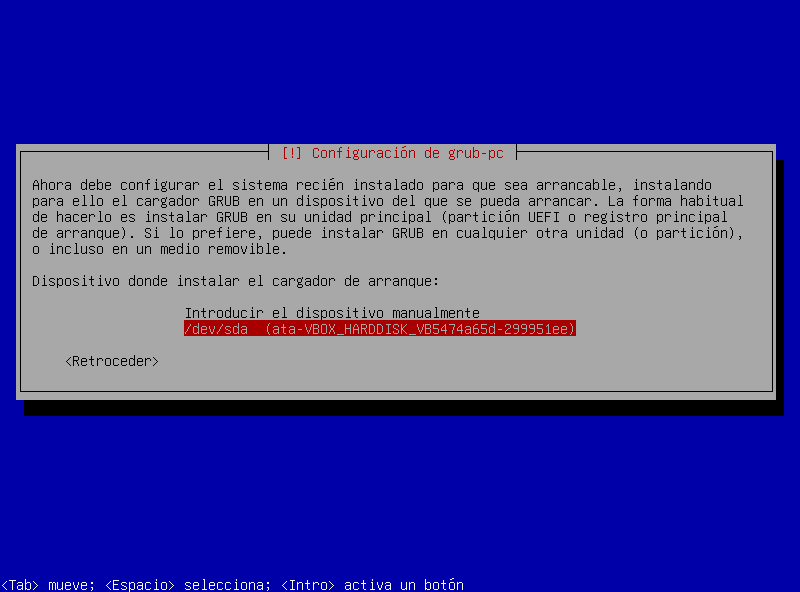 [!] Configuración de grub-pc
Ahora debe configurar el sistema recién instalado para que sea arrancable, instalando
para ello el cargador GRUB en un dispositivo del que se pueda arrancar. La forma habitual
de hacerlo es instalar GRUB en su unidad principal (partición UEFI o registro principal
de arranque). Si lo prefiere, puede instalar GRUB en cualquier otra unidad (o partición),
o incluso en un medio removible.
Dispositivo donde instalar el cargador de arranque:
Introducir el dispositivo manualmente
/dev/sda  (ata-VBOX_HARDDISK_VB5474a65d-299951ee)
<Retroceder>
<Tab> mueve; <Espacio> selecciona; <Intro> activa un botón